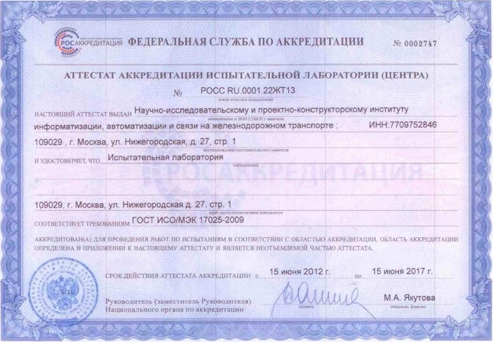 РОСАККРЕДИТАЦИЯ
ФЕДЕРАЛЬНАЯ СЛУЖБА ПО АККРЕДИТАЦИИ
№ 0002747
АТТЕСТАТ АККРЕДИТАЦИИ ИСПЫТАТЕЛЬНОЙ ЛАБОРАТОРИИ (ЦЕНТРА)
№ РОСС RU 0001.22ЖТ13
НАСТОЯЩИЙ АТТЕСТАТ ВЫДАН Научно-исследовательскому и проектно-конструкторскому институту
информатизации, автоматизации и связи на железнодорожном транспорте ; ИНН:7709752846
109029 , г. Москва, ул. Нижегородская, д. 27, стр. 1
И УДОСТОВЕРЯЕТ, ЧТО Испытательная лаборатория
РОСАККРЕДИТАЦИЯ
109029, г. Москва, ул. Нижегородская, д. 27, стр. 1
СООТВЕТСТВУЕТ ТРЕБОВАНИЯМ ГОСТ ИСО/МЭК 17025-2009
АККРЕДИТОВАН(А) ДЛЯ ПРОВЕДЕНИЯ РАБОТ ПО ИСПЫТАНИЯМ В СООТВЕТСТВИИ С ОБЛАСТЬЮ АККРЕДИТАЦИИ. ОБЛАСТЬ АККРЕДИТАЦИИ
ОПРЕДЕЛЕНА В ПРИЛОЖЕНИИ К НАСТОЯЩЕМУ АТТЕСТАТУ И ЯВЛЯЕТСЯ НЕОТЪЕМЛЕМОЙ ЧАСТЬЮ АТТЕСТАТА.
СРОК ДЕЙСТВИЯ АТТЕСТАТА АККРЕДИТАЦИИ с 15 июня 2012 г. по 15 июня 2017 г.
Руководитель (заместитель Руководителя)
Национального органа по аккредитации
М.А. Якутова